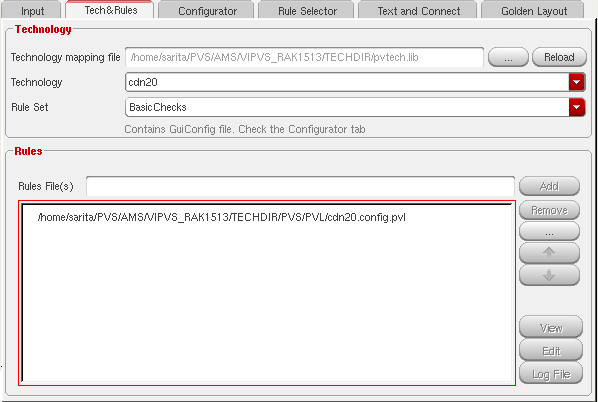 Input Tech&Rules Configurator Rule Selector Text and Connect Golden Layout
Technology
Technology mapping file /home/sarita/PVS/AMS/VIPVS_RAK1513/TECHDIR/pvtech.lib ... Reload
Technology cdn20
Rule Set BasicChecks
Contains GuiConfig file. Check the Configurator tab
Rules
Rules File(s) Add
Remove
/home/sarita/PVS/AMS/VIPVS_RAK1513/TECHDIR/PVS/PVL/cdn20.config.pvl
...
View
Edit
Log File